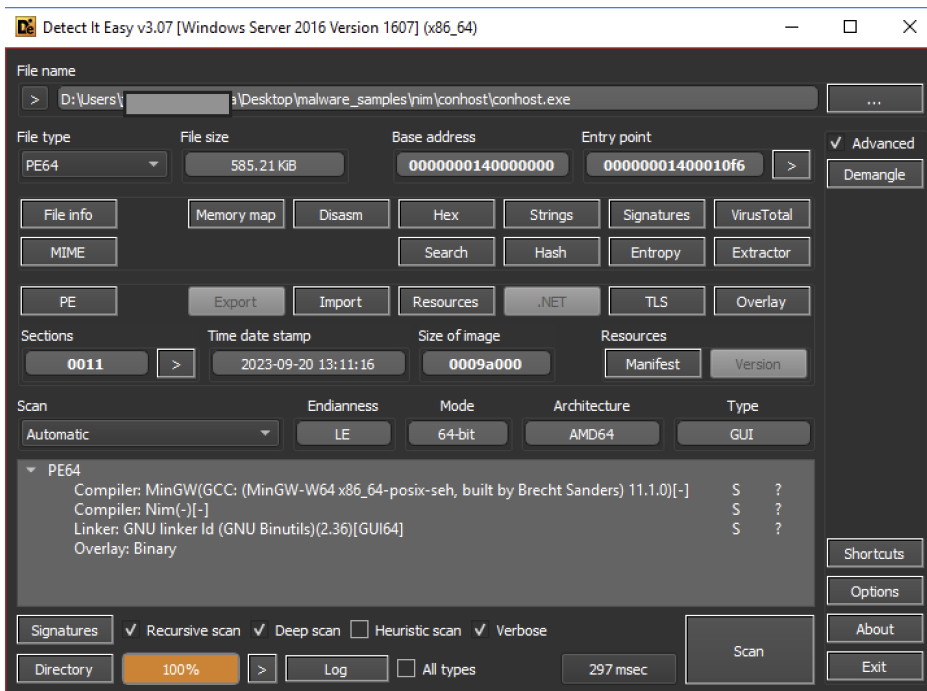 Detect It Easy v3.07 [Windows Server 2016 Version 1607] (x86_64)
File name
> D:\Users\ a\Desktop\malware_samples\nim\conhost\conhost.exe ...
File type File size Base address Entry point
Advanced
PE64 585.21 KiB 0000000140000000 00000001400010f6 >
Demangle
File info Memory map Disasm Hex Strings Signatures VirusTotal
MIME Search Hash Entropy Extractor
PE Export Import Resources .NET TLS Overlay
Sections Time date stamp Size of image Resources
0011 > 2023-09-20 13:11:16 0009a000 Manifest Version
Scan Endianness Mode Architecture Type
Automatic LE 64-bit AMD64 GUI
PE64
Compiler: MinGW(GCC: (MinGW-W64 x86_64-posix-seh, built by Brecht Sanders) 11.1.0)[-] S ?
Compiler: Nim(-)[-] S ?
Linker: GNU linker ld (GNU Binutils)(2.36)[GUI64] S ?
Overlay: Binary
Shortcuts
Options
Signatures Recursive scan Deep scan Heuristic scan Verbose
About
Scan
Directory 100% > Log All types 297 msec
Exit